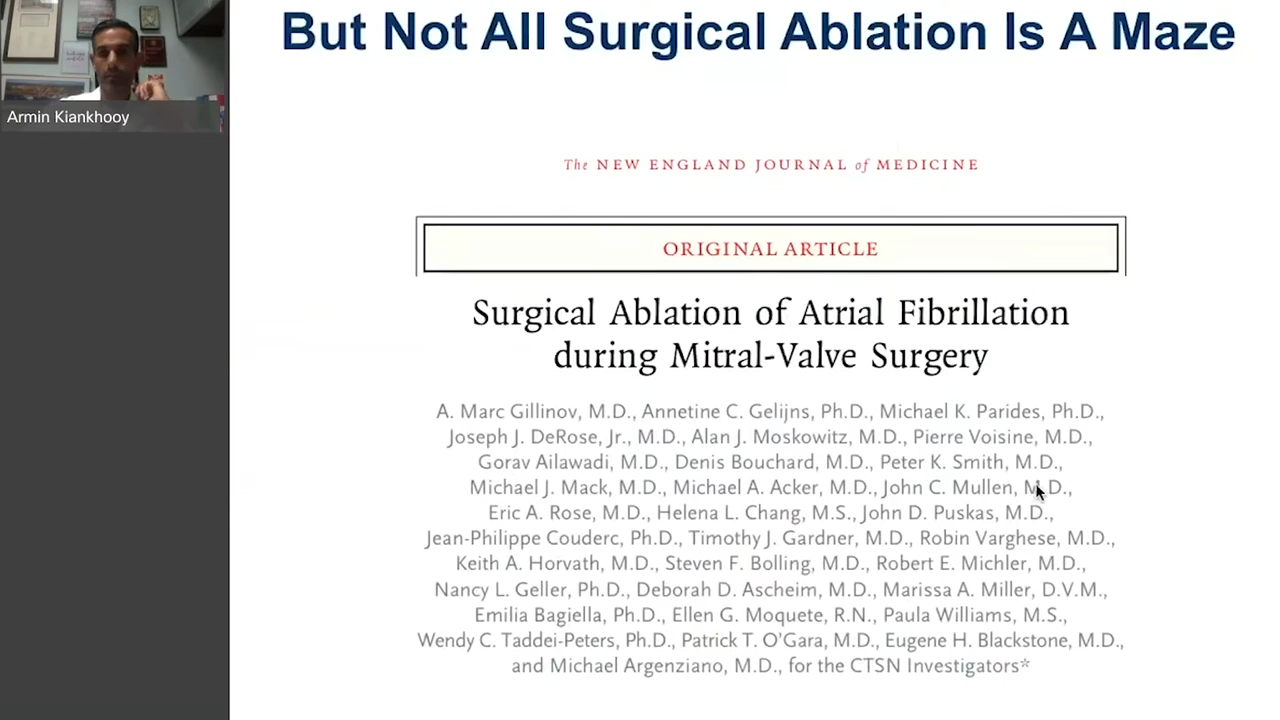 But Not All Surgical Ablation Is A Maze
Armin Kiankhooy
The NEW ENGLAND JOURNAL of MEDICINE
ORIGINAL ARTICLE
Surgical Ablation of Atrial Fibrillation
during Mitral-Valve Surgery
A. Marc Gillinov, M.D., Annetine C. Gelijns, Ph.D., Michael K. Parides, Ph.D.,
Joseph J. DeRose, Jr., M.D., Alan J. Moskowitz, M.D., Pierre Voisine, M.D.,
Gorav Ailawadi, M.D., Denis Bouchard, M.D., Peter K. Smith, M.D.,
Michael J. Mack, M.D., Michael A. Acker, M.D., John C. Mullen, M.D.,
Eric A. Rose, M.D., Helena L. Chang, M.S., John D. Puskas, M.D.,
Jean-Philippe Couderc, Ph.D., Timothy J. Gardner, M.D., Robin Varghese, M.D.,
Keith A. Horvath, M.D., Steven F. Bolling, M.D., Robert E. Michler, M.D.,
Nancy L. Geller, Ph.D., Deborah D. Ascheim, M.D., Marissa A. Miller, D.V.M.,
Emilia Bagiella, Ph.D., Ellen G. Moquete, R.N., Paula Williams, M.S.,
Wendy C. Taddei-Peters, Ph.D., Patrick T. O'Gara, M.D., Eugene H. Blackstone, M.D.,
and Michael Argenziano, M.D., for the CTSN Investigators*